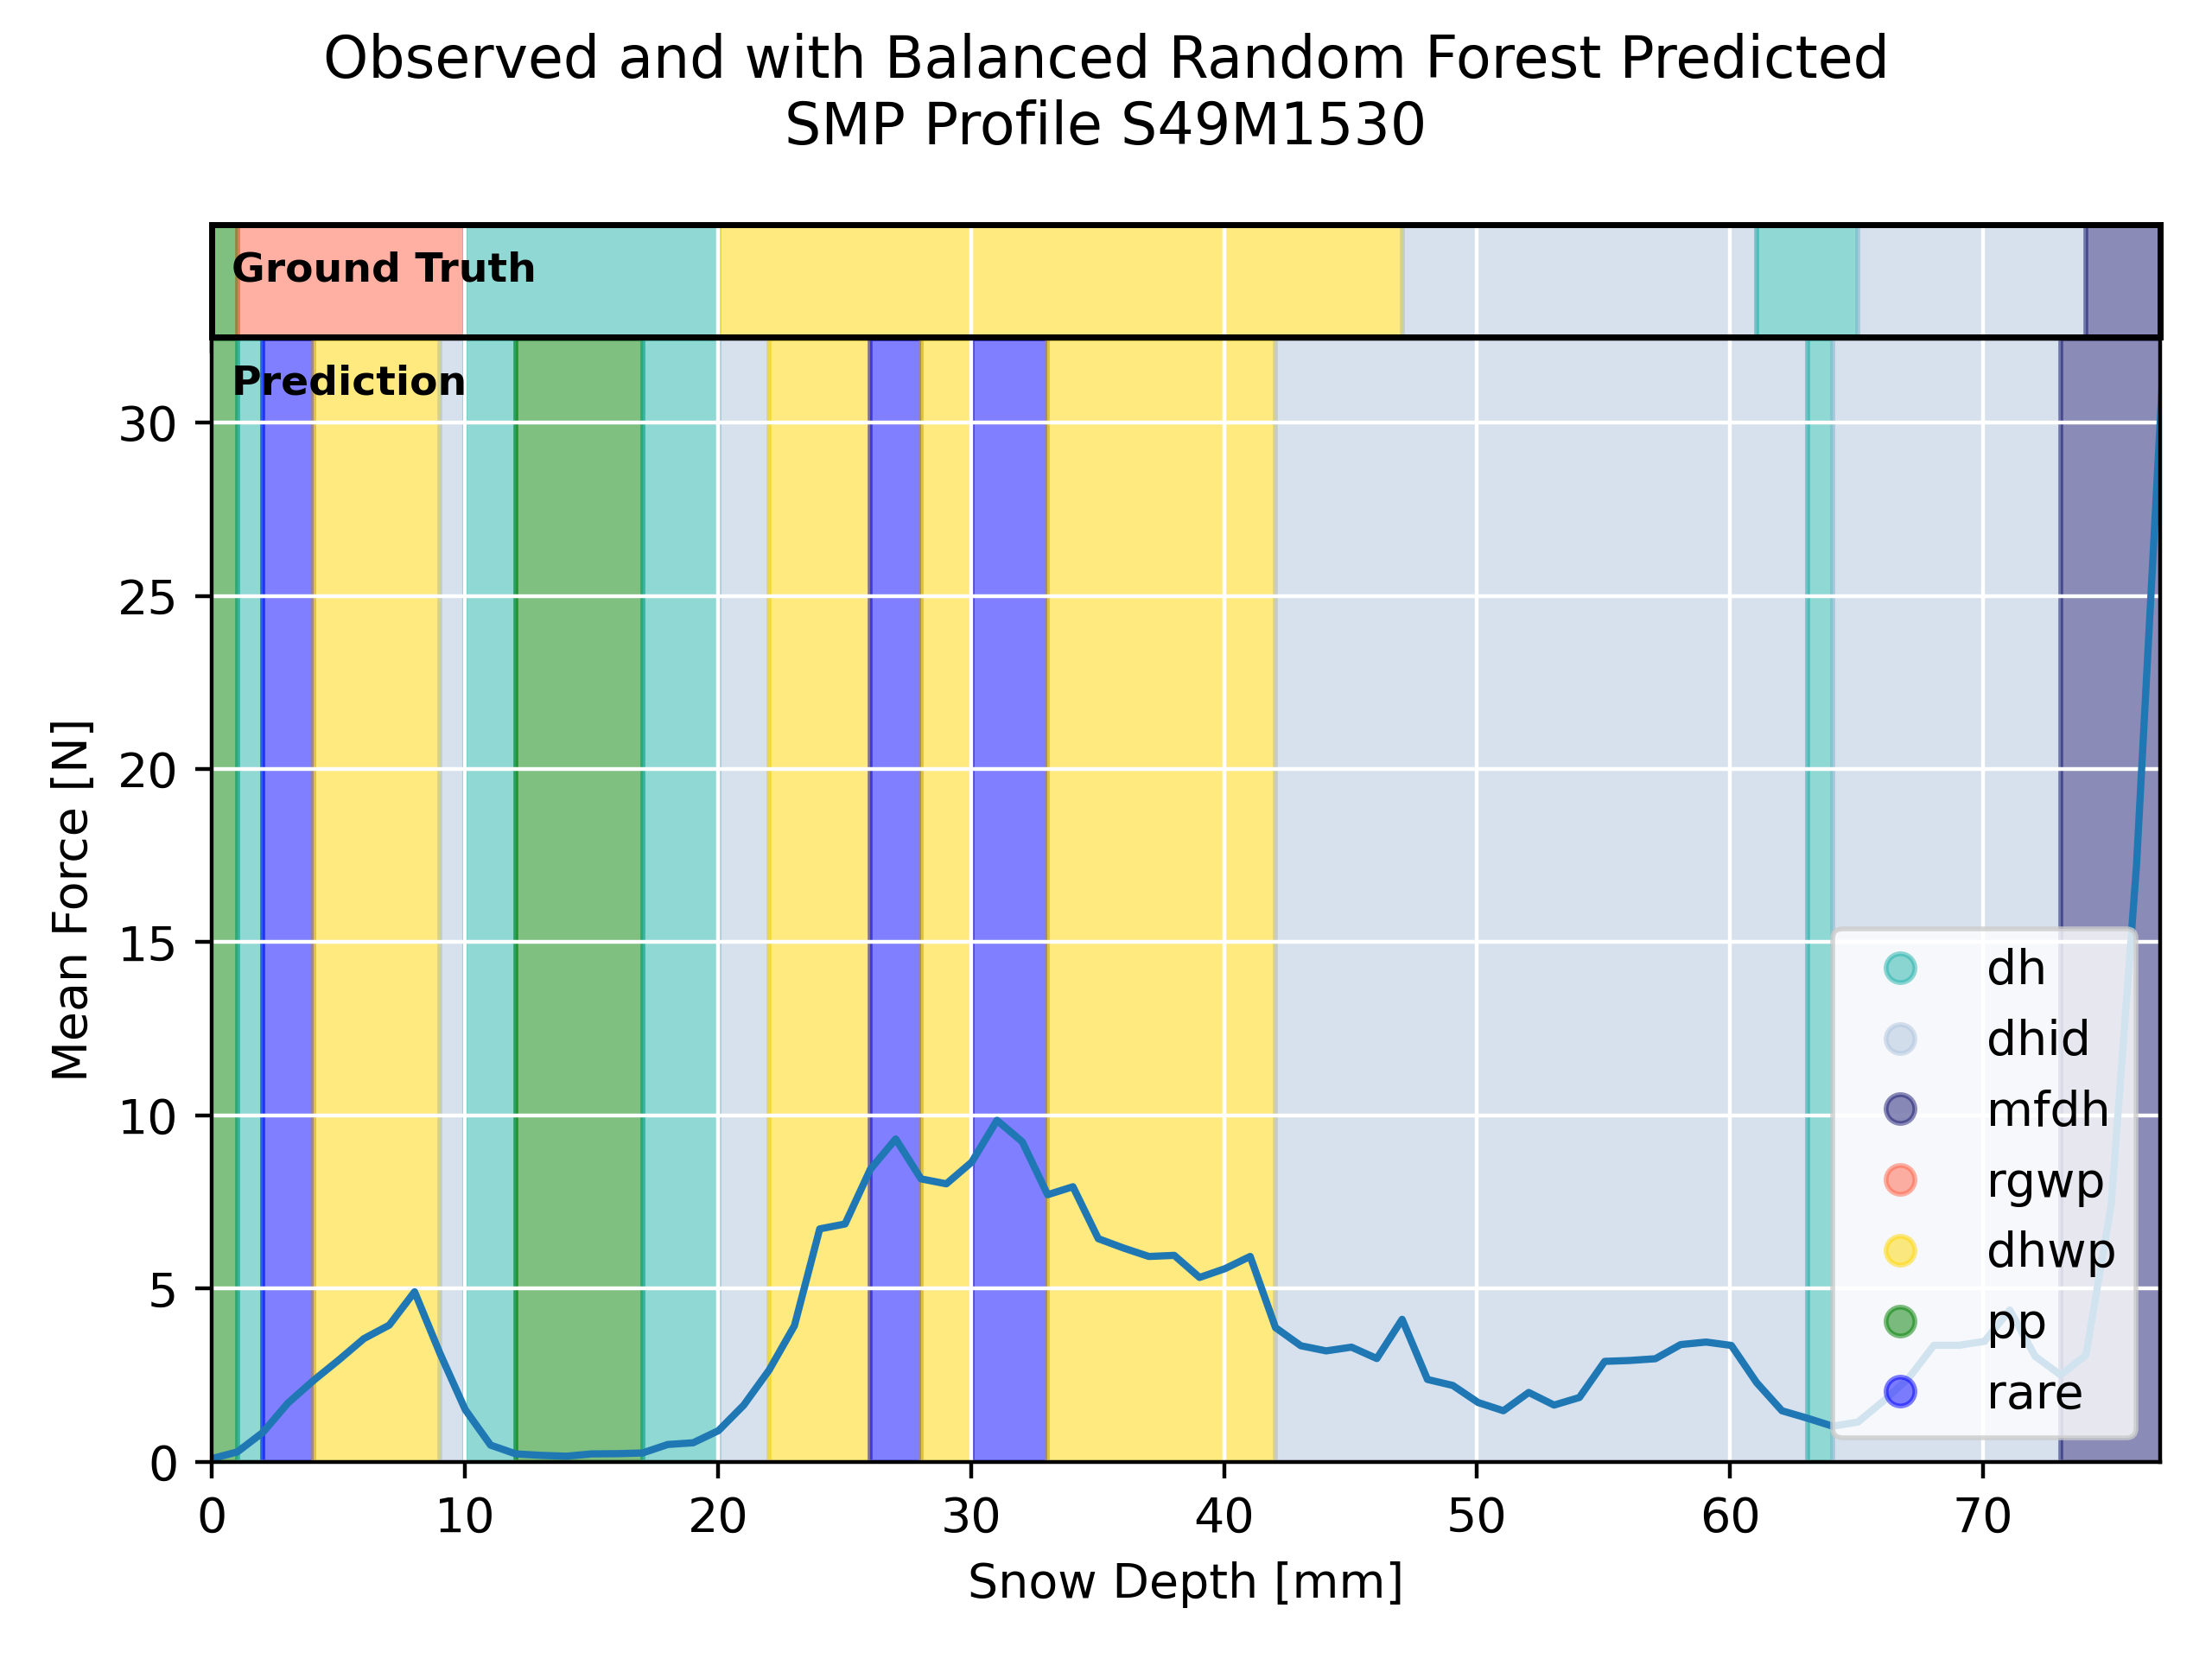 Observed and with Balanced Random Forest Predicted
SMP Profile S49M1530
Ground Truth
Prediction
30
25
20
15
10
5
0
Mean Force [N]
dh
dhid
mfdh
rgwp
dhwp
pp
rare
0 10 20 30 40 50 60 70
Snow Depth [mm]